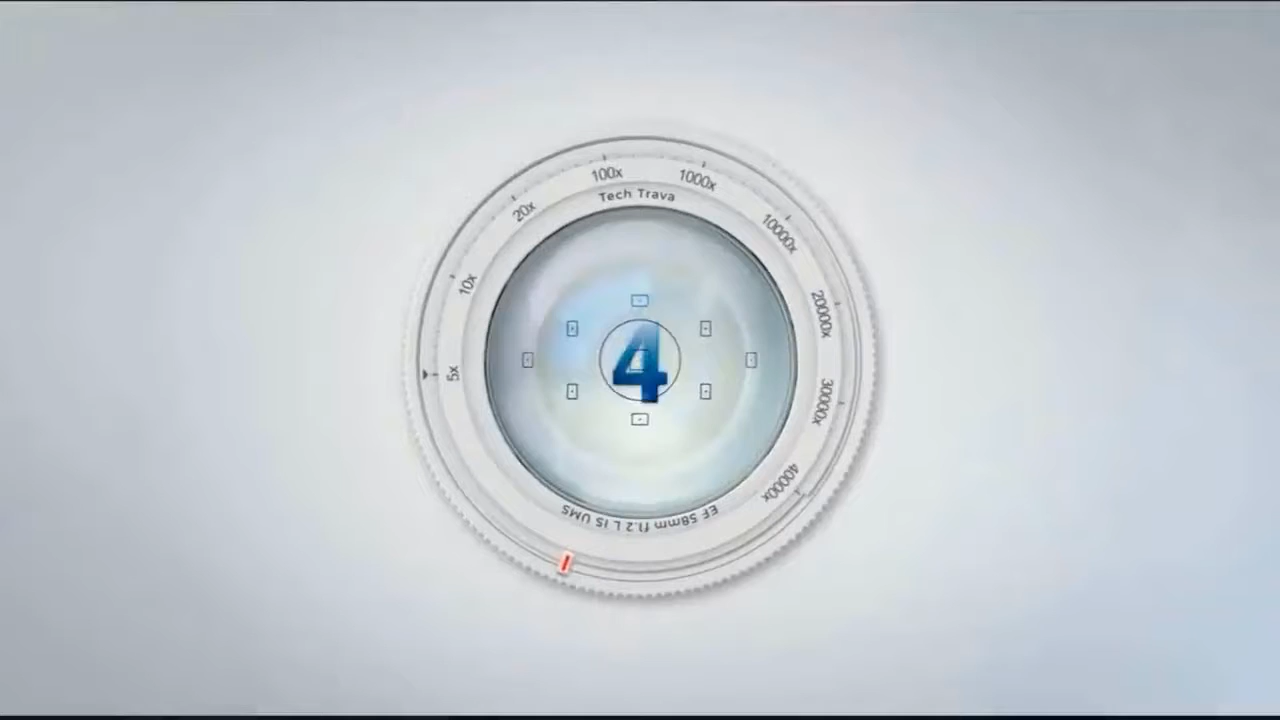 5x
10x
20x
100x
1000x
10000x
20000x
30000x
40000x
Tech Trava
4
EF 58mm f1.2 L IS UMS